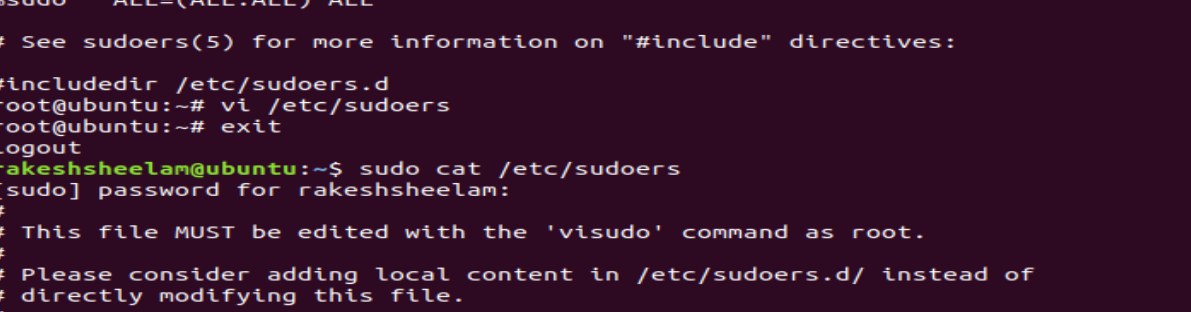 %sudo ALL=(ALL:ALL) ALL
# See sudoers(5) for more information on "#include" directives:
#includedir /etc/sudoers.d
root@ubuntu:~# vi /etc/sudoers
root@ubuntu:~# exit
logout
rakeshsheelam@ubuntu:~$ sudo cat /etc/sudoers
[sudo] password for rakeshsheelam:
#
# This file MUST be edited with the 'visudo' command as root.
#
# Please consider adding local content in /etc/sudoers.d/ instead of
# directly modifying this file.